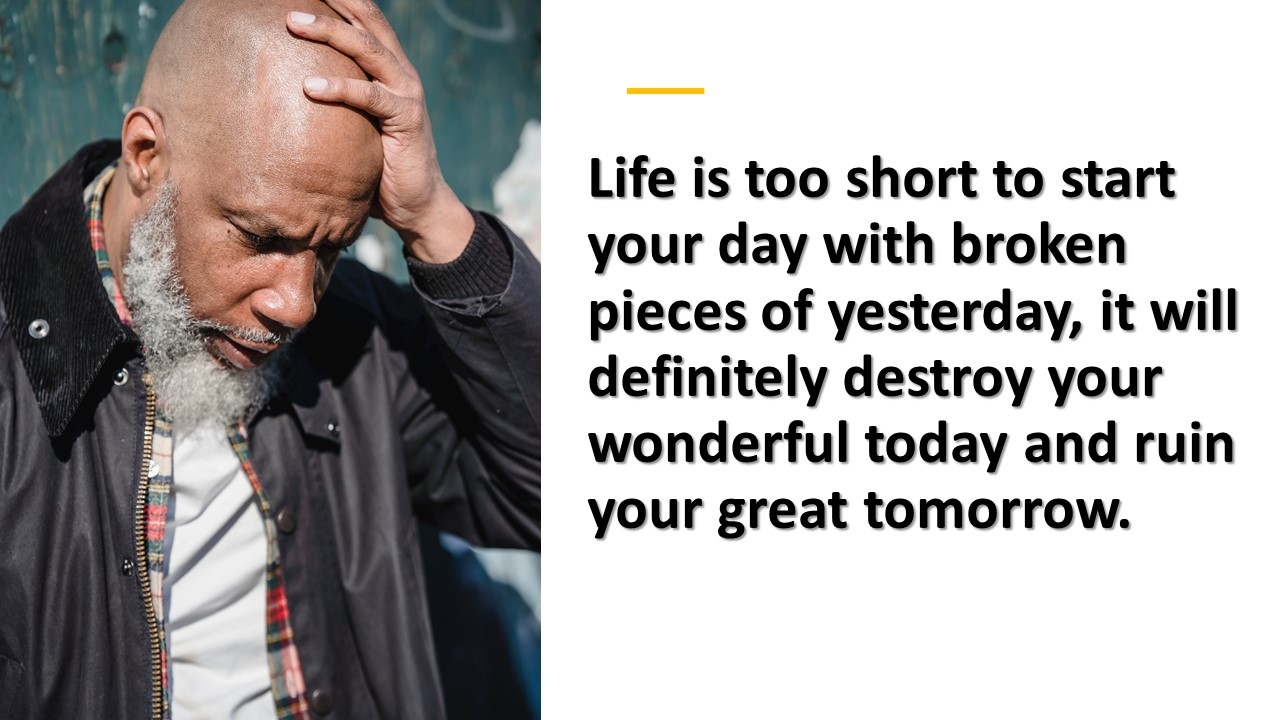 Life is too short to start
your day with broken
pieces of yesterday, it will
definitely destroy your
wonderful today and ruin
your great tomorrow.